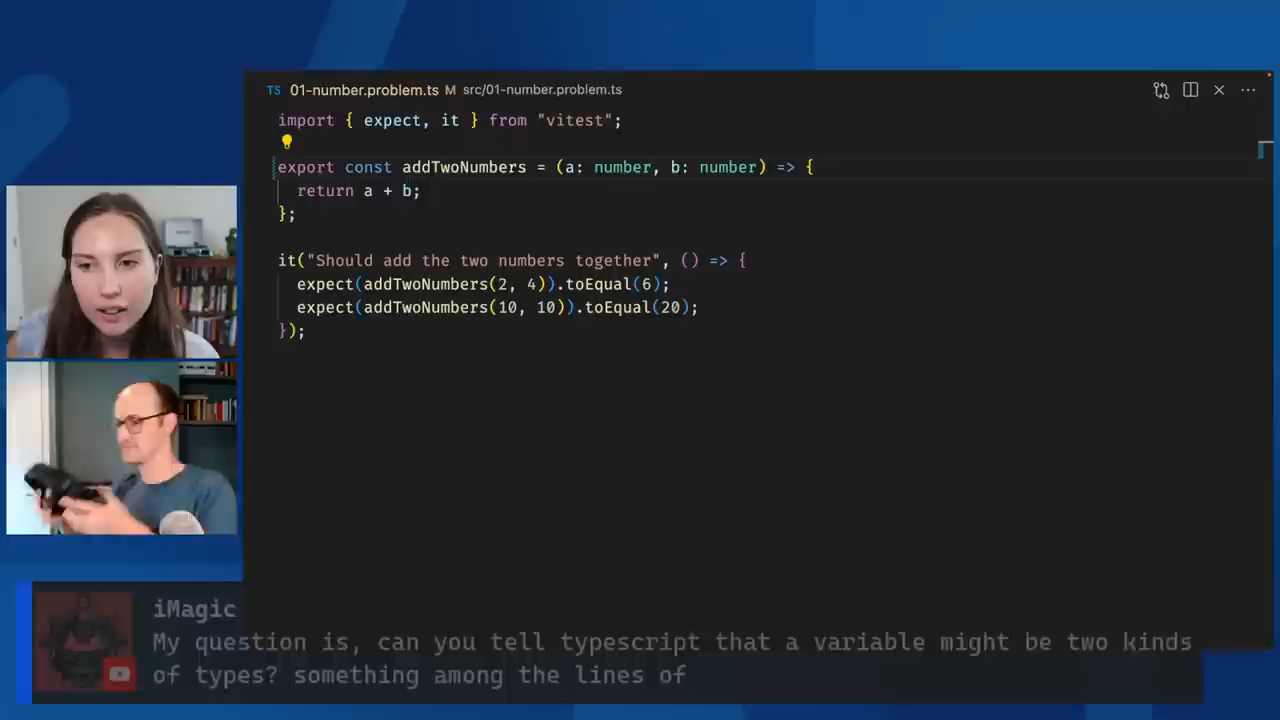 TS 01-number.problem.ts M src/01-number.problem.ts
import { expect, it } from "vitest";
export const addTwoNumbers = (a: number, b: number) => {
return a + b;
};
it("Should add the two numbers together", () => {
expect(addTwoNumbers(2, 4)).toEqual(6);
expect(addTwoNumbers(10, 10)).toEqual(20);
});
iMagic
My question is, can you tell typescript that a variable might be two kinds
of types? something among the lines of